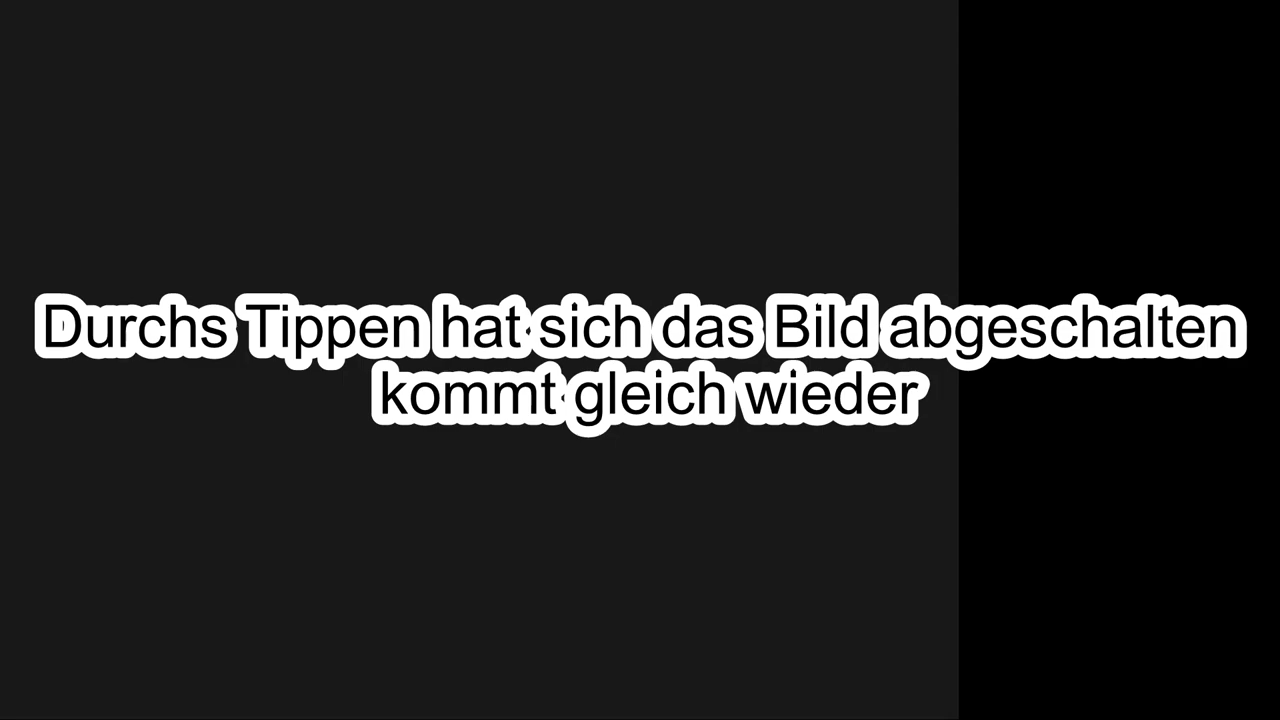 Durchs Tippen hat sich das Bild abgeschalten
kommt gleich wieder